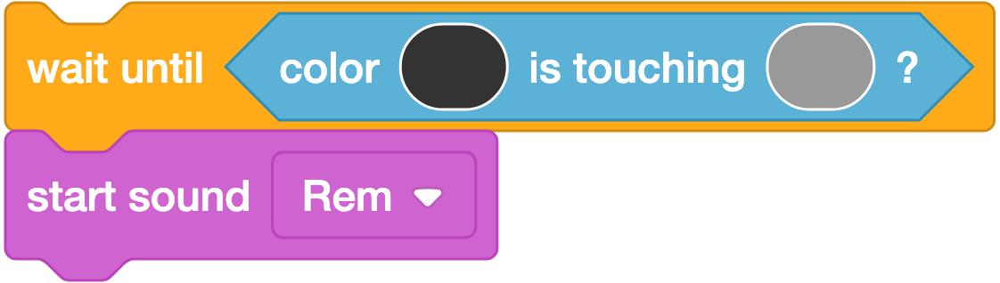 wait until color is touching ?
start sound Rem